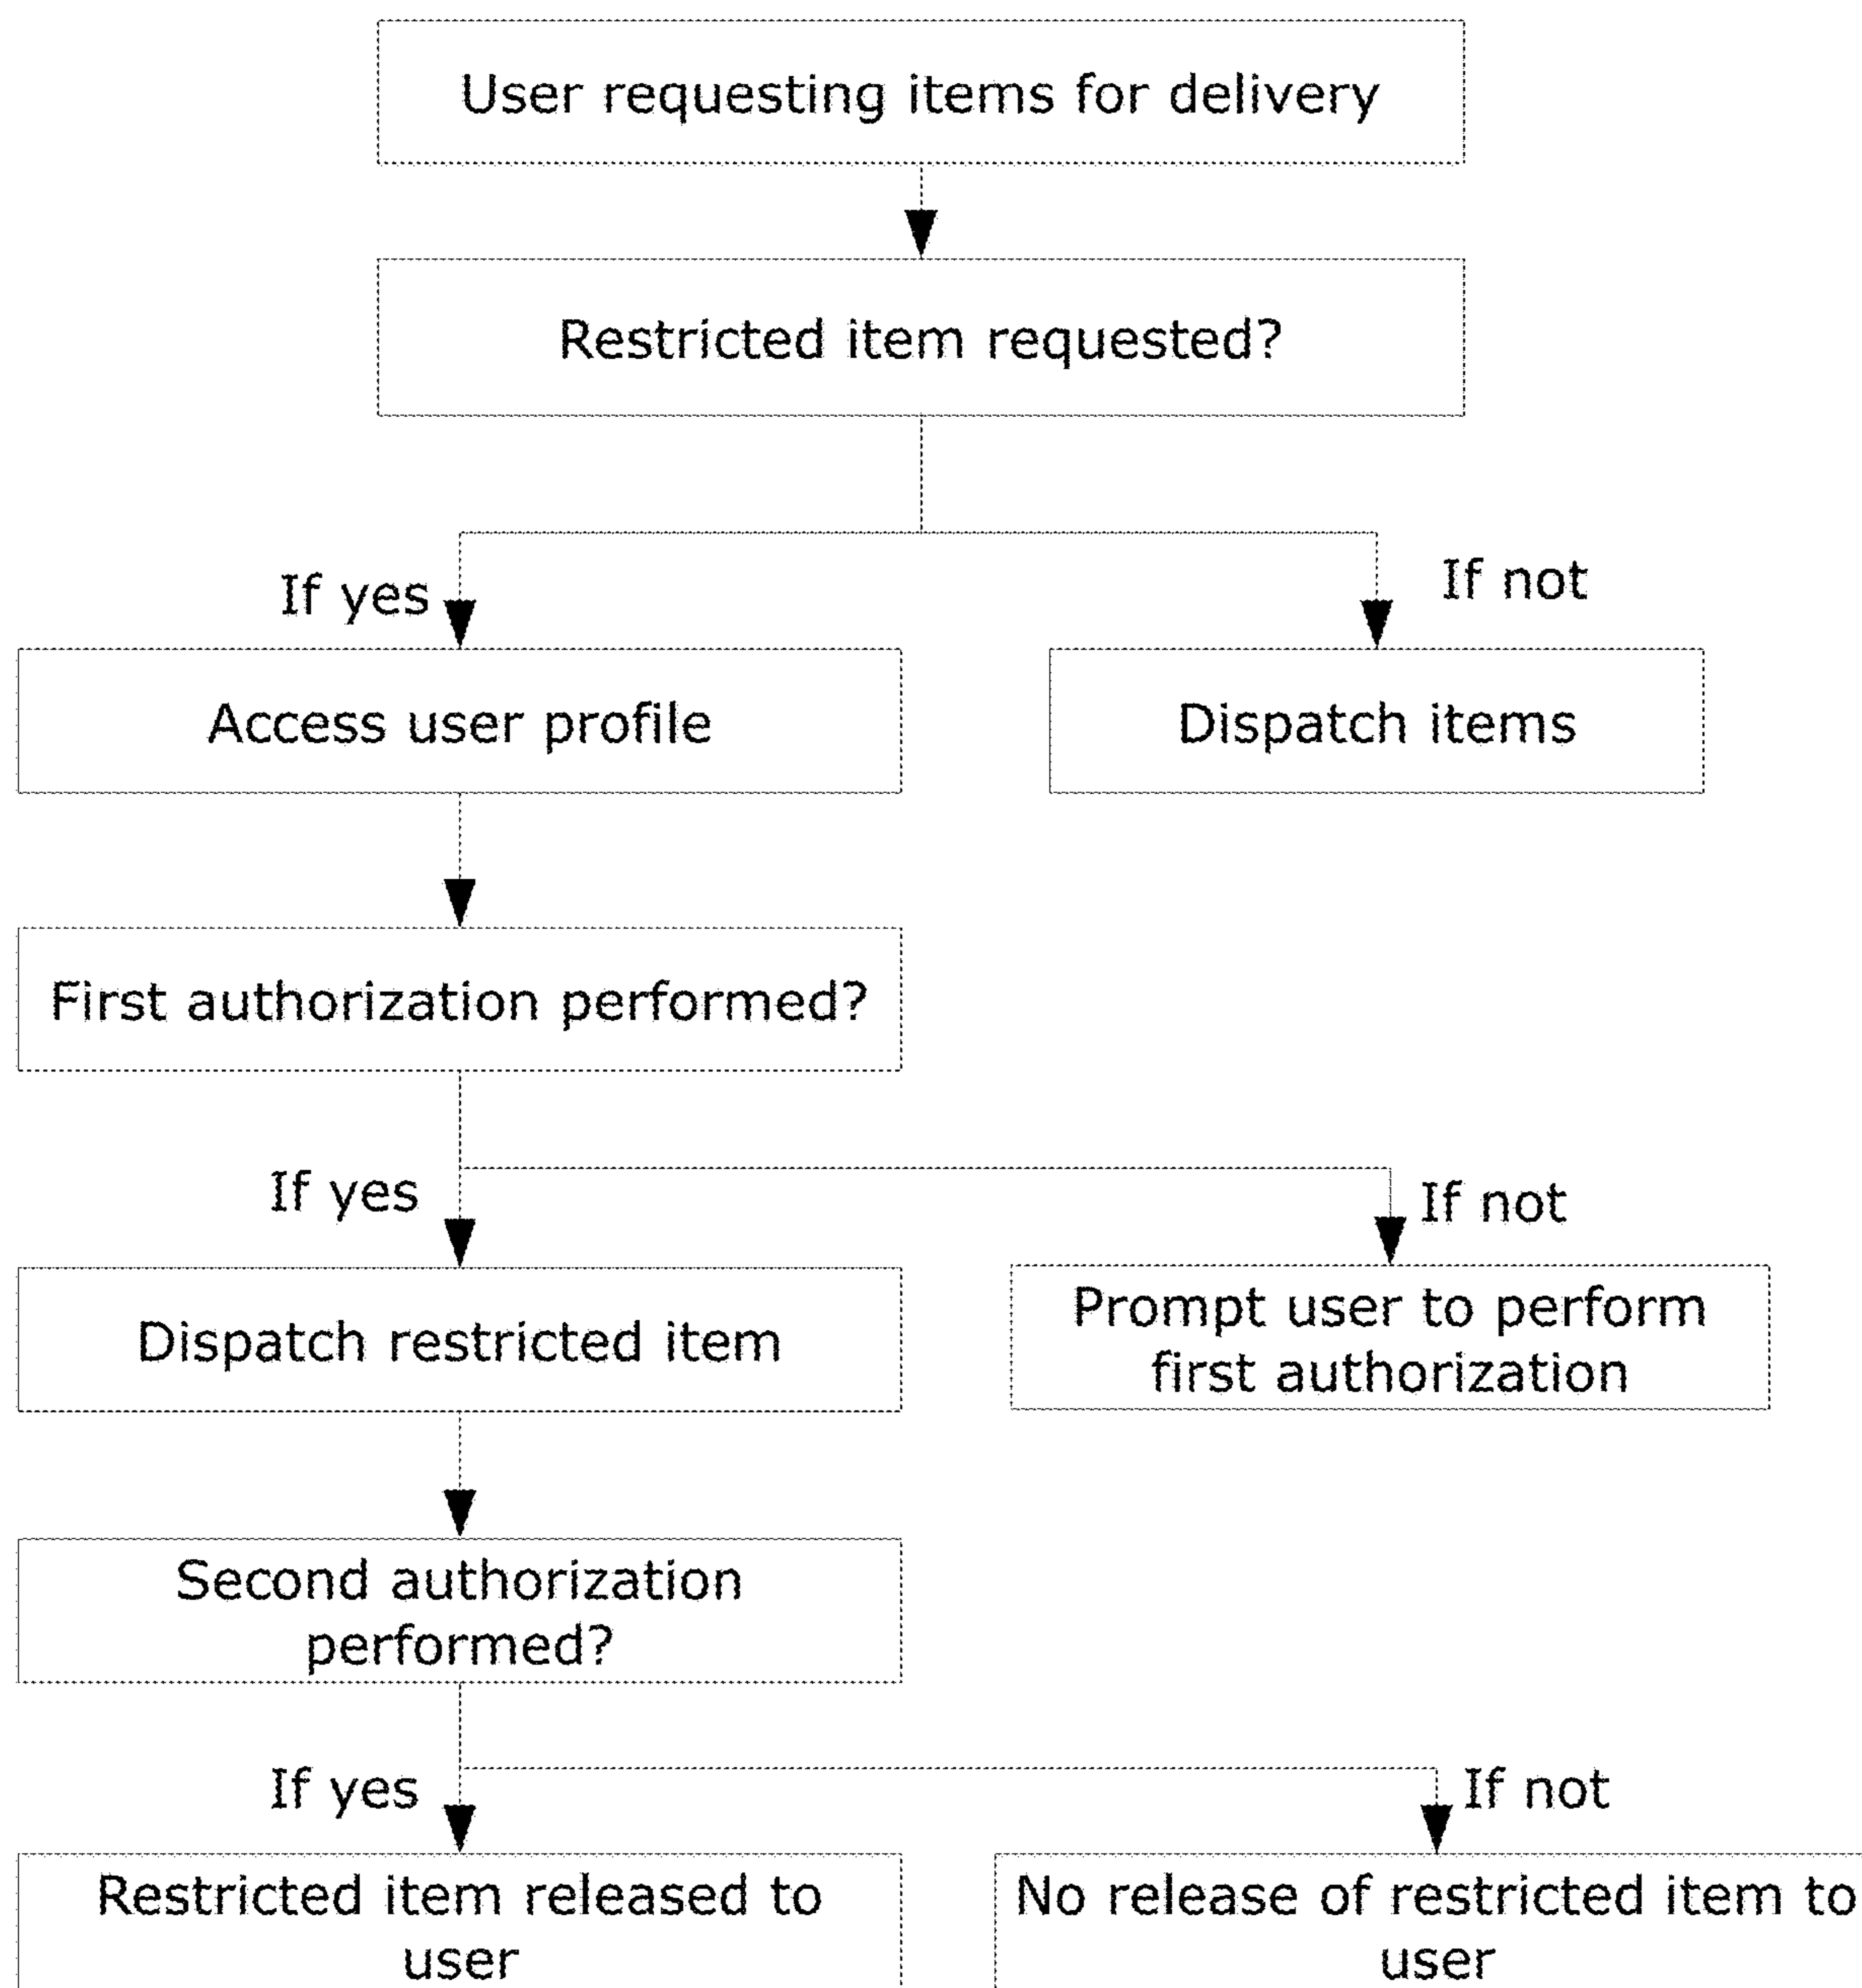 User requesting items for delivery
Restricted item requested?
If yes
If not
Access user profile
Dispatch items
First authorization performed?
If yes
If not
Dispatch restricted item
Prompt user to perform
first authorization
Second authorization
performed?
If yes
If not
Restricted item released to
user
No release of restricted item to
user